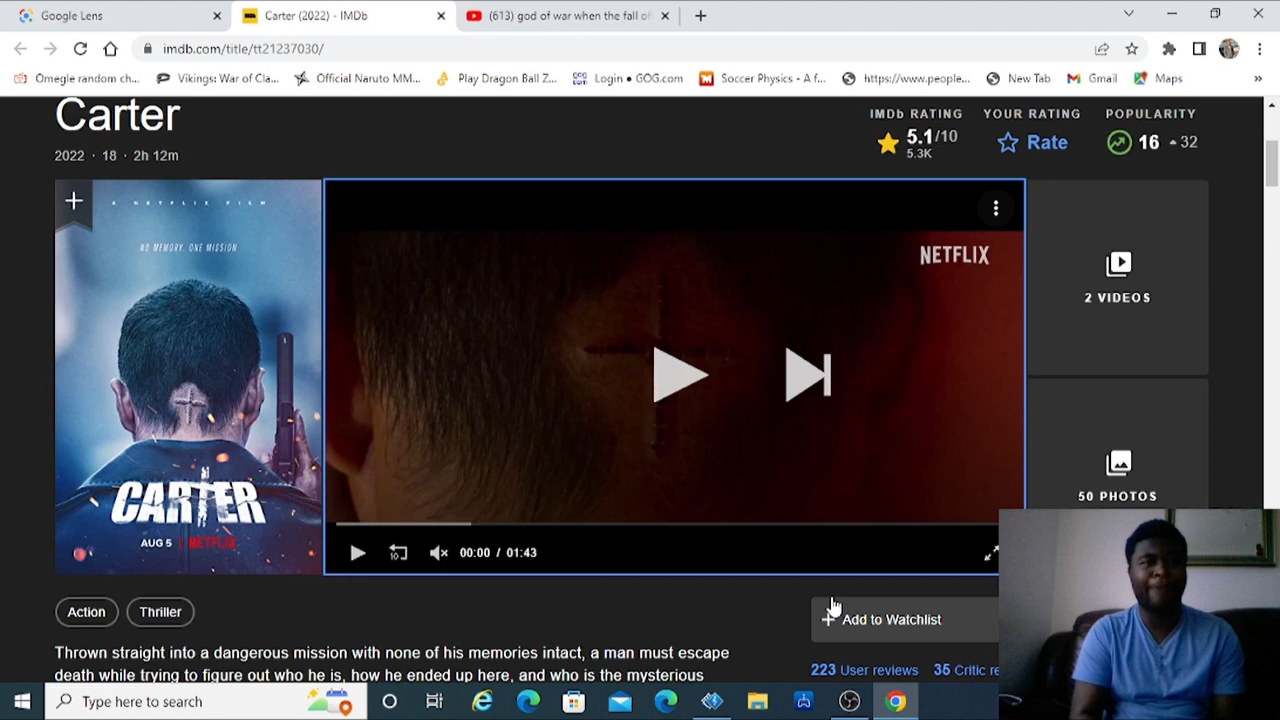 Google Lens
Carter (2022) - IMDb
(613) god of war when the fall of
imdb.com/title/tt21237030/
Omegle random ch...
Vikings: War of Cla...
Official Naruto MM...
Play Dragon Ball Z...
Login • GOG.com
Soccer Physics - A f...
https://www.people...
New Tab
Gmail
Maps
Carter
2022 · 18 · 2h 12m
IMDb RATING
5.1/10
5.3K
YOUR RATING
Rate
POPULARITY
16
32
A NETFLIX FILM
NO MEMORY. ONE MISSION
CARTER
AUG 5 | NETFLIX
NETFLIX
10
00:00 / 01:43
2 VIDEOS
50 PHOTOS
Action
Thriller
Add to Watchlist
Thrown straight into a dangerous mission with none of his memories intact, a man must escape
death while trying to figure out who he is, how he ended up here, and who is the mysterious
223 User reviews
35 Critic re
Type here to search